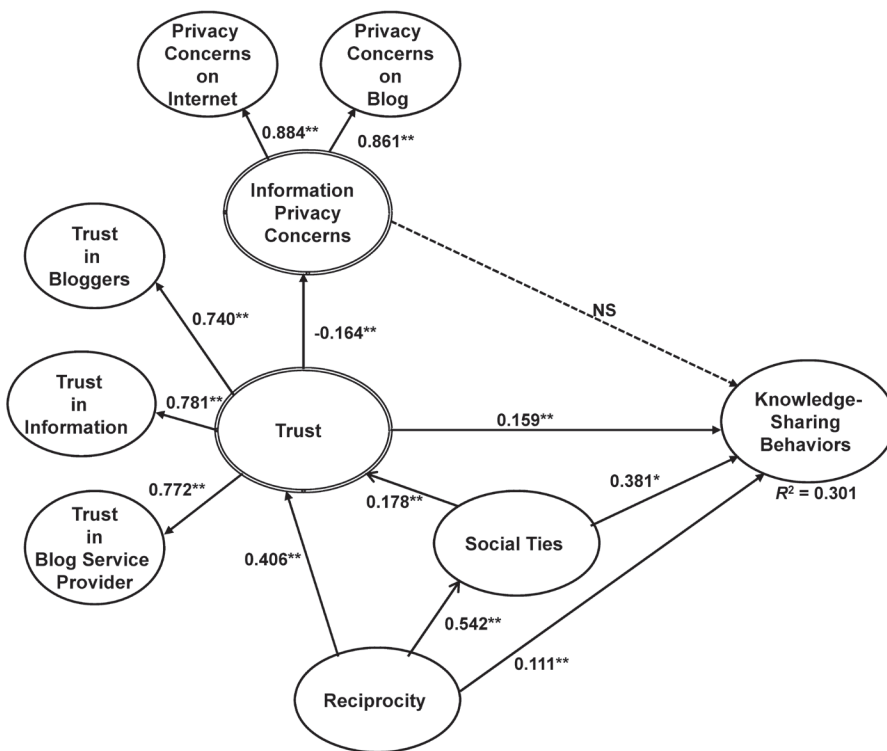 Privacy
Concerns
on
Internet
Privacy
Concerns
on
Blog
0.884**
0.861**
Information
Privacy
Concerns
Trust
in
Bloggers
0.740**
-0.164**
NS
Trust
in
Information
0.781**
Trust
0.159**
Knowledge-
Sharing
Behaviors
R² = 0.301
0.772**
0.178**
0.381*
Trust
in
Blog Service
Provider
0.406**
Social Ties
0.542**
0.111**
Reciprocity